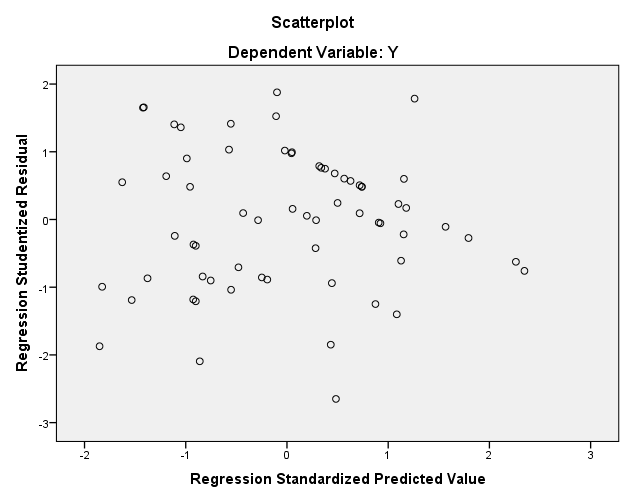 Scatterplot
Dependent Variable: Y
Regression Studentized Residual
2
1
0
-1
-2
-3
-2 -1 0 1 2 3
Regression Standardized Predicted Value